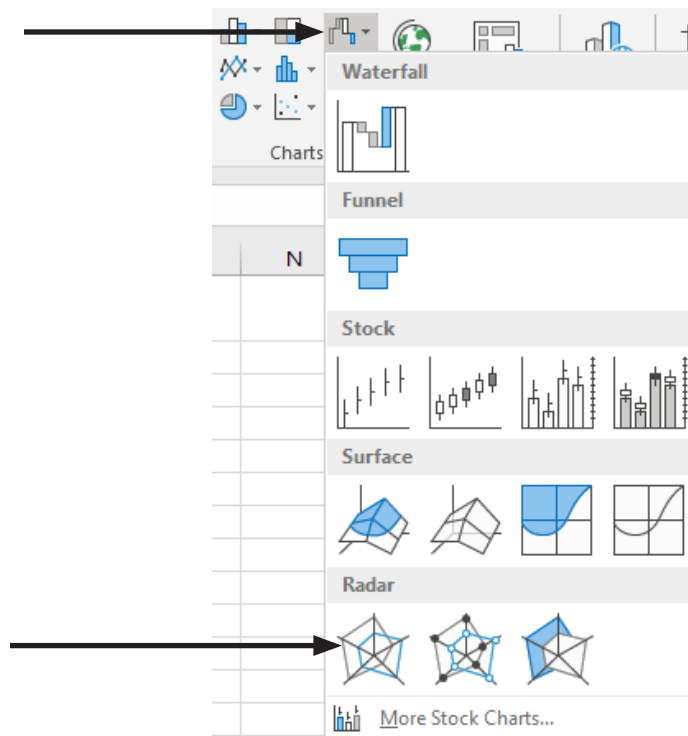 Waterfall
Charts
Funnel
N
Stock
Surface
Radar
More Stock Charts...